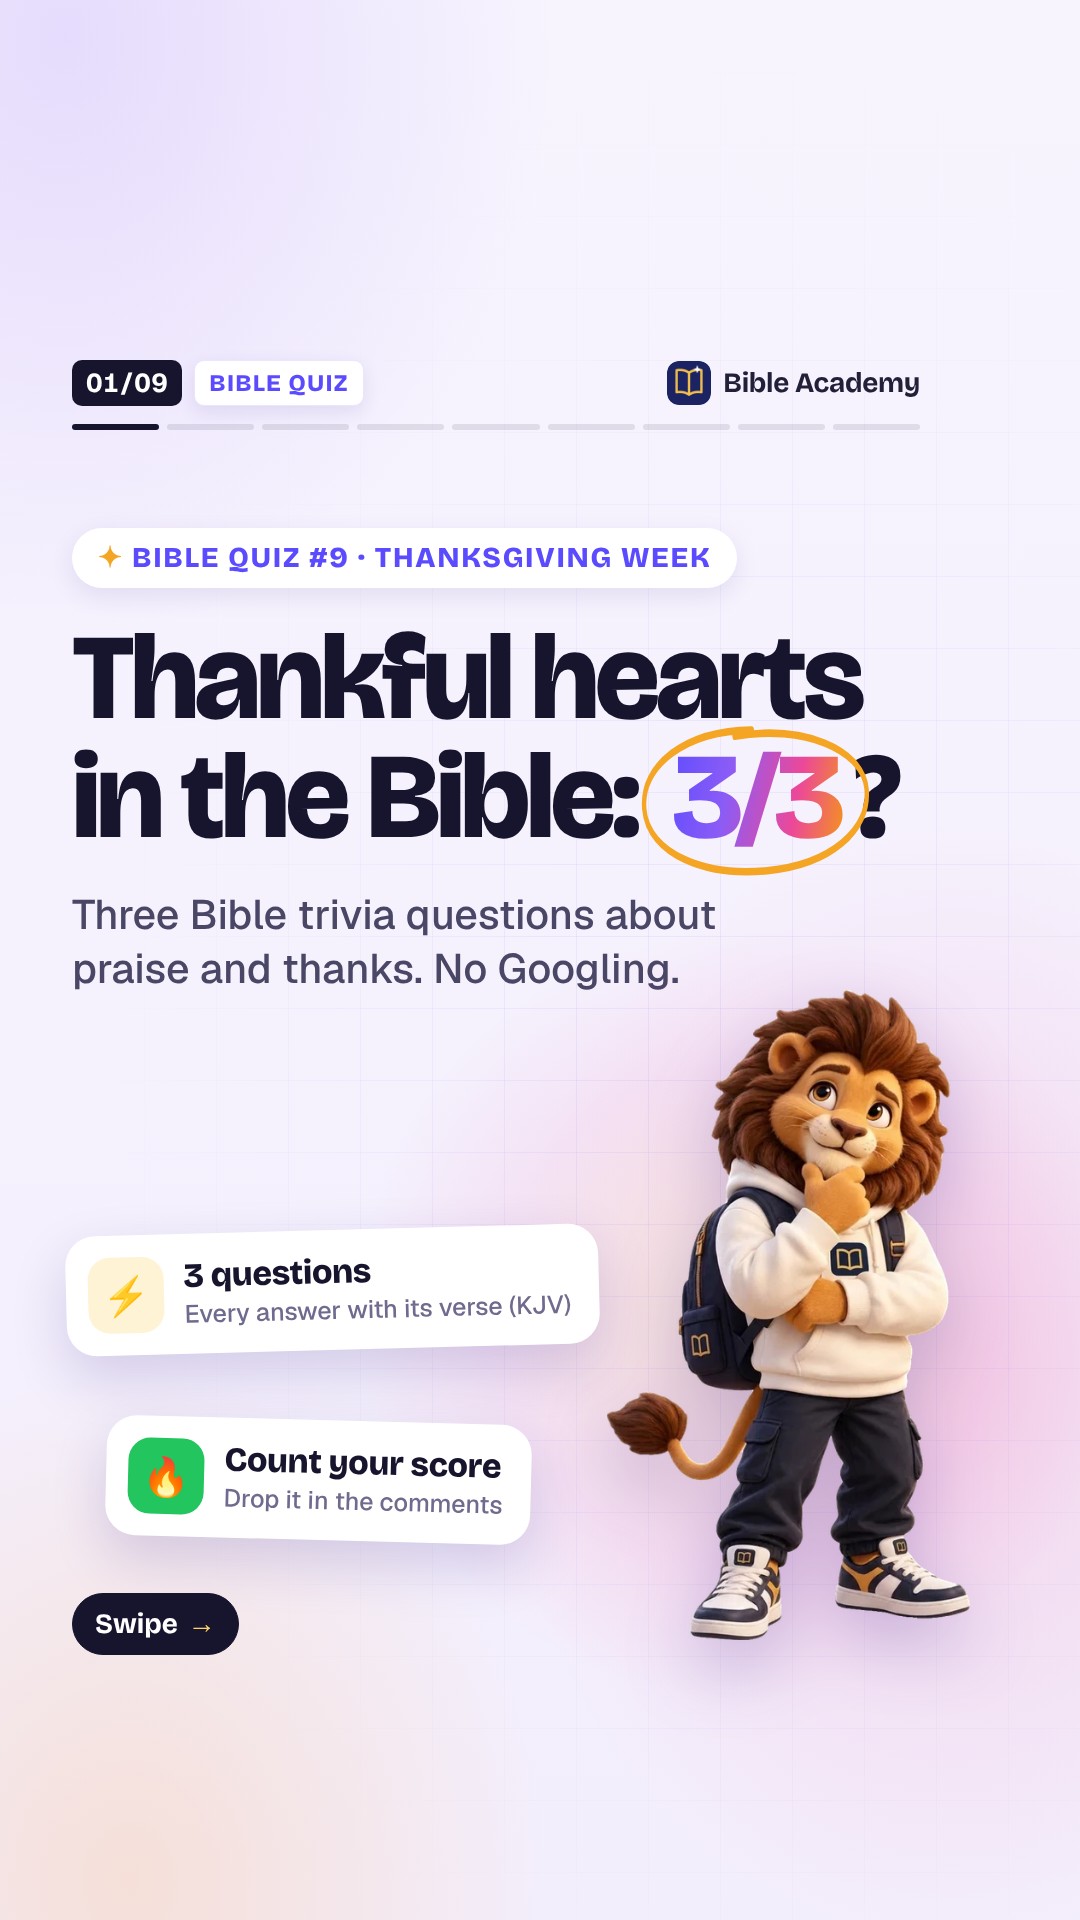 01/09 BIBLE QUIZ
Bible Academy
✦ BIBLE QUIZ #9 · THANKSGIVING WEEK
Thankful hearts
in the Bible: 3/3?
Three Bible trivia questions about
praise and thanks. No Googling.
3 questions
Every answer with its verse (KJV)
Count your score
Drop it in the comments
Swipe →